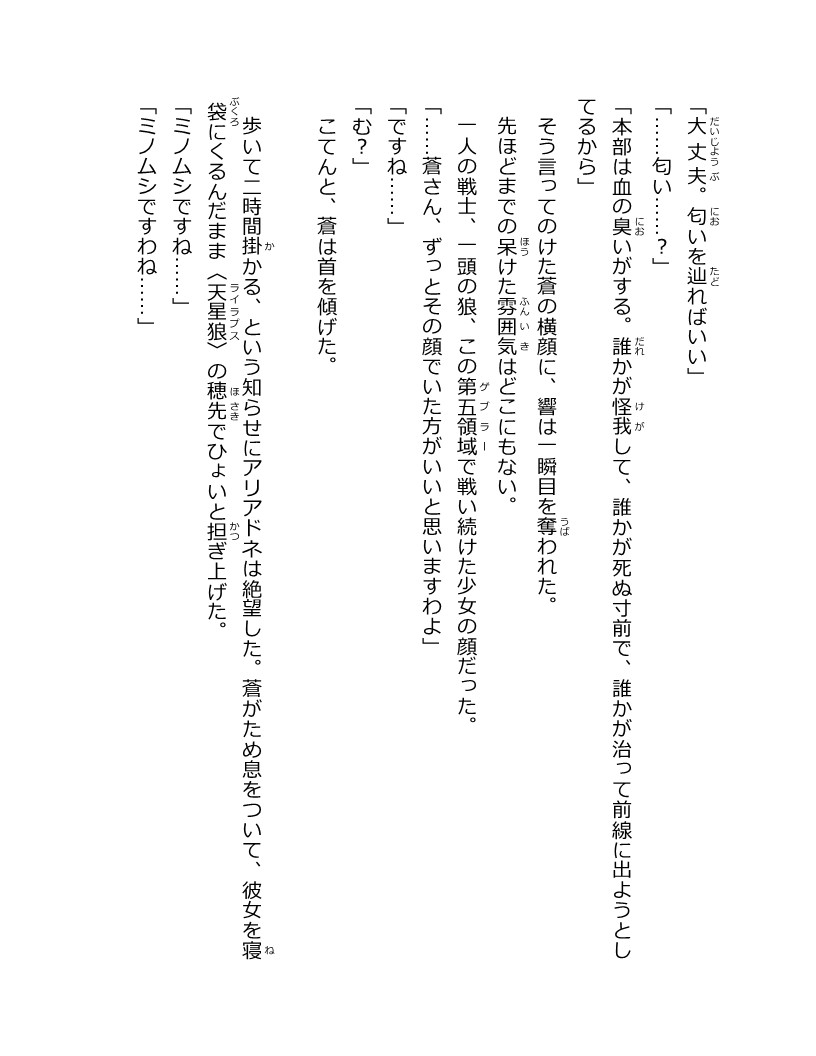 「大丈夫。匂いを辿ればいい」
「……匂い……？」
「本部は血の臭いがする。誰かが怪我して、誰かが死ぬ寸前で、誰かが治って前線に出ようとし
てるから」
　そう言ってのけた蒼の横顔に、響は一瞬目を奪われた。
　先ほどまでの呆けた雰囲気はどこにもない。
　一人の戦士、一頭の狼、この第五領域で戦い続けた少女の顔だった。
「……蒼さん、ずっとその顔でいた方がいいと思いますわよ」
「ですね……」
「む？」
　こてんと、蒼は首を傾げた。
　歩いて二時間掛かる、という知らせにアリアドネは絶望した。蒼がため息をついて、彼女を寝
袋にくるんだまま〈天星狼〉の穂先でひょいと担ぎ上げた。
「ミノムシですね……」
「ミノムシですわね……」